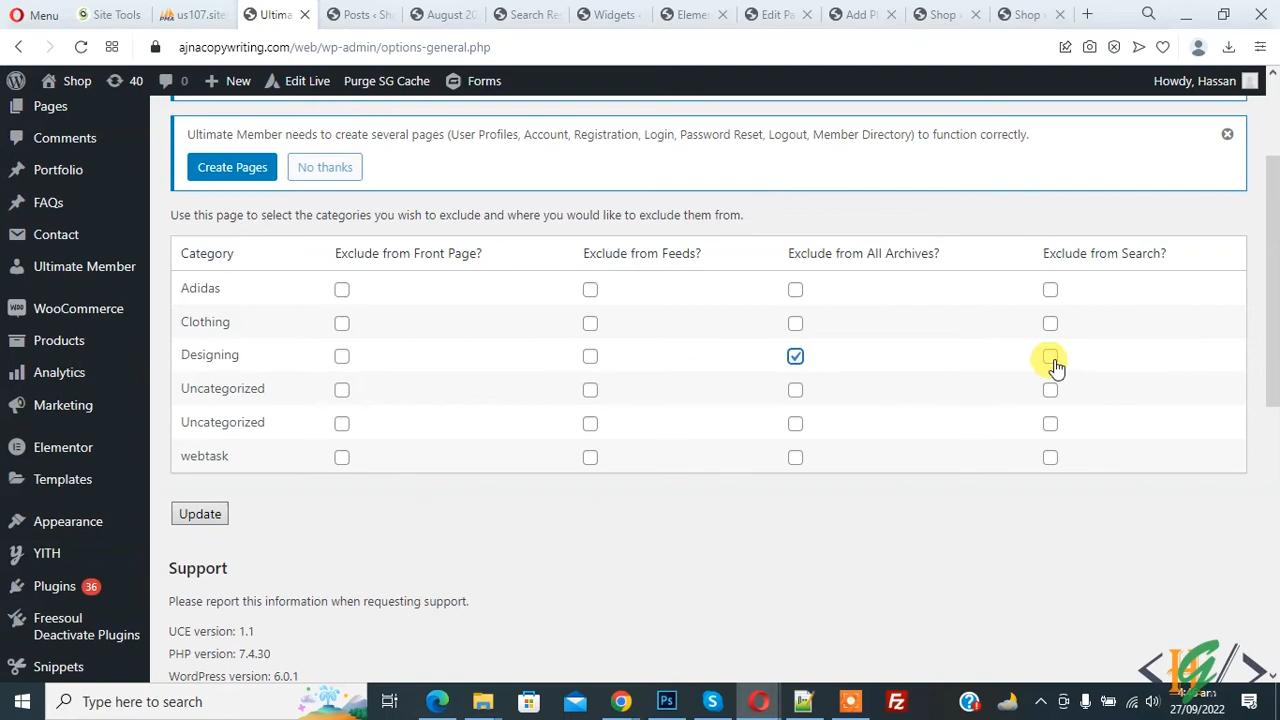 Menu
Site Tools
us107.site
Ultima
Posts ‹ Sh
August 20
Search Re
Widgets ‹
Eleme
Edit Pa
Add P
Shop ‹
Shop ‹
ajnacopywriting.com/web/wp-admin/options-general.php
Shop
40
0
New
Edit Live
Purge SG Cache
Forms
Howdy, Hassan
Pages
Comments
Portfolio
FAQs
Contact
Ultimate Member
WooCommerce
Products
Analytics
Marketing
Elementor
Templates
Appearance
YITH
Plugins 36
Freesoul
Deactivate Plugins
Snippets
Ultimate Member needs to create several pages (User Profiles, Account, Registration, Login, Password Reset, Logout, Member Directory) to function correctly.
Create Pages
No thanks
Use this page to select the categories you wish to exclude and where you would like to exclude them from.
Category
Exclude from Front Page?
Exclude from Feeds?
Exclude from All Archives?
Exclude from Search?
Adidas
Clothing
Designing
Uncategorized
Uncategorized
webtask
Update
Support
Please report this information when requesting support.
UCE version: 1.1
PHP version: 7.4.30
WordPress version: 6.0.1
Type here to search
27/09/2022